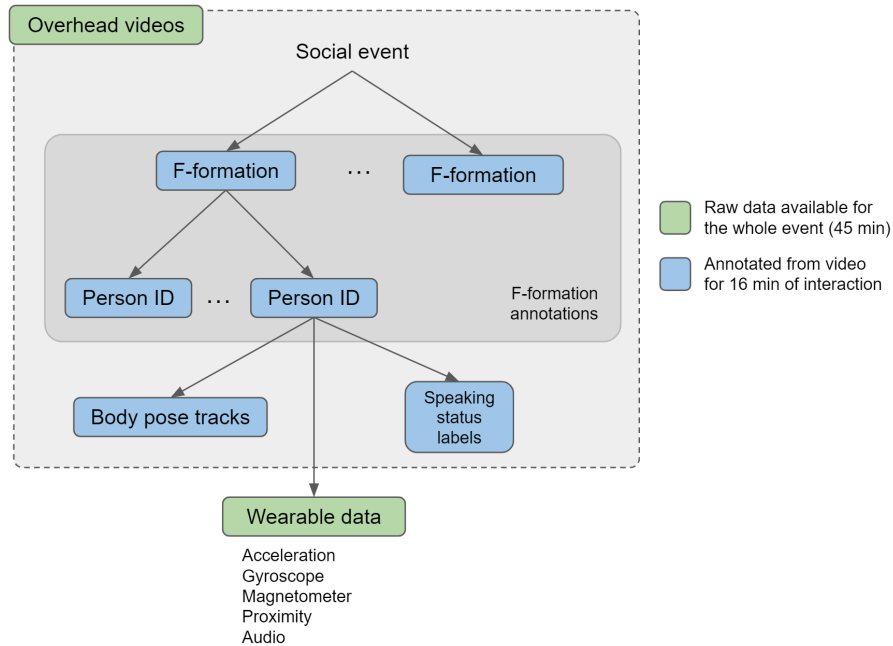 Overhead videos
Social event
F-formation
...
F-formation
Raw data available for
the whole event (45 min)
Annotated from video
for 16 min of interaction
Person ID
...
Person ID
F-formation
annotations
Body pose tracks
Speaking
status
labels
Wearable data
Acceleration
Gyroscope
Magnetometer
Proximity
Audio